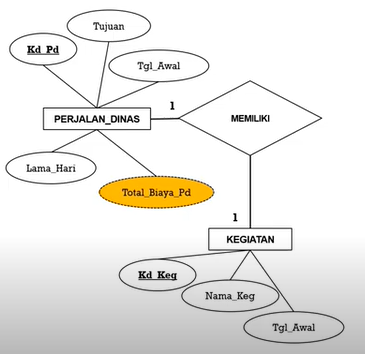 Tujuan
Kd_Pd
Tgl_Awal
PERJALAN_DINAS
1
MEMILIKI
Lama_Hari
Total_Biaya_Pd
1
KEGIATAN
Kd_Keg
Nama_Keg
Tgl_Awal